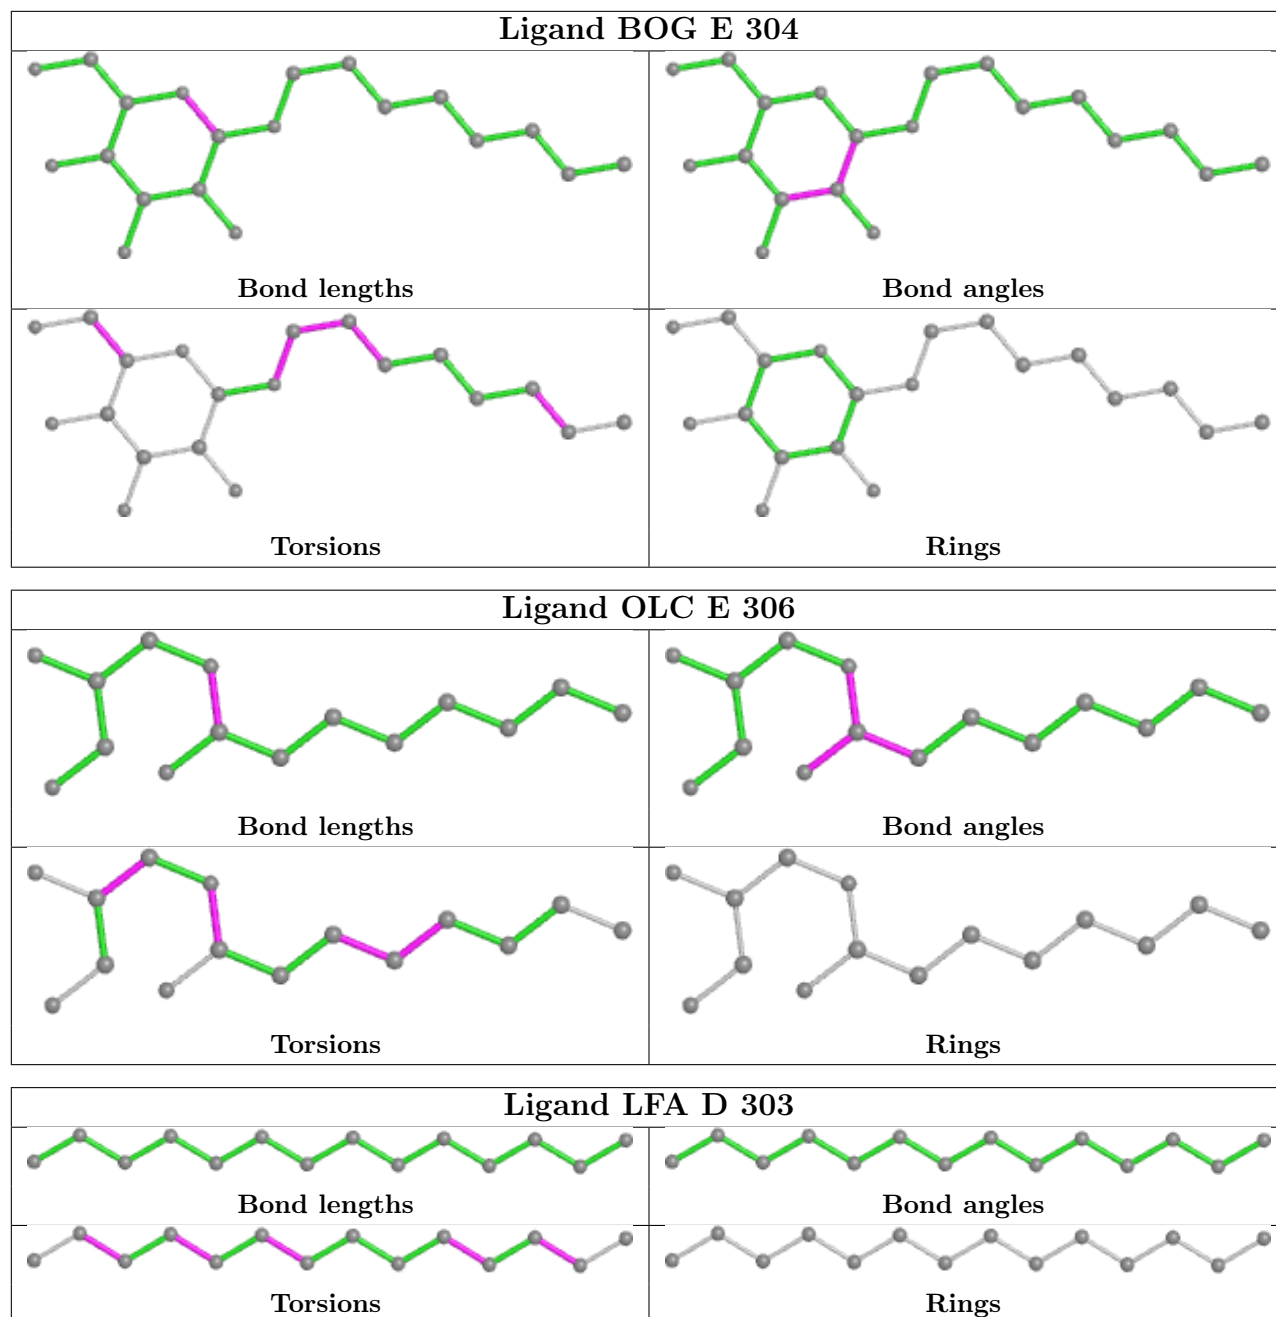 Ligand BOG E 304
Bond lengths
Bond angles
Torsions
Rings
Ligand OLC E 306
Bond lengths
Bond angles
Torsions
Rings
Ligand LFA D 303
Bond lengths
Bond angles
Torsions
Rings